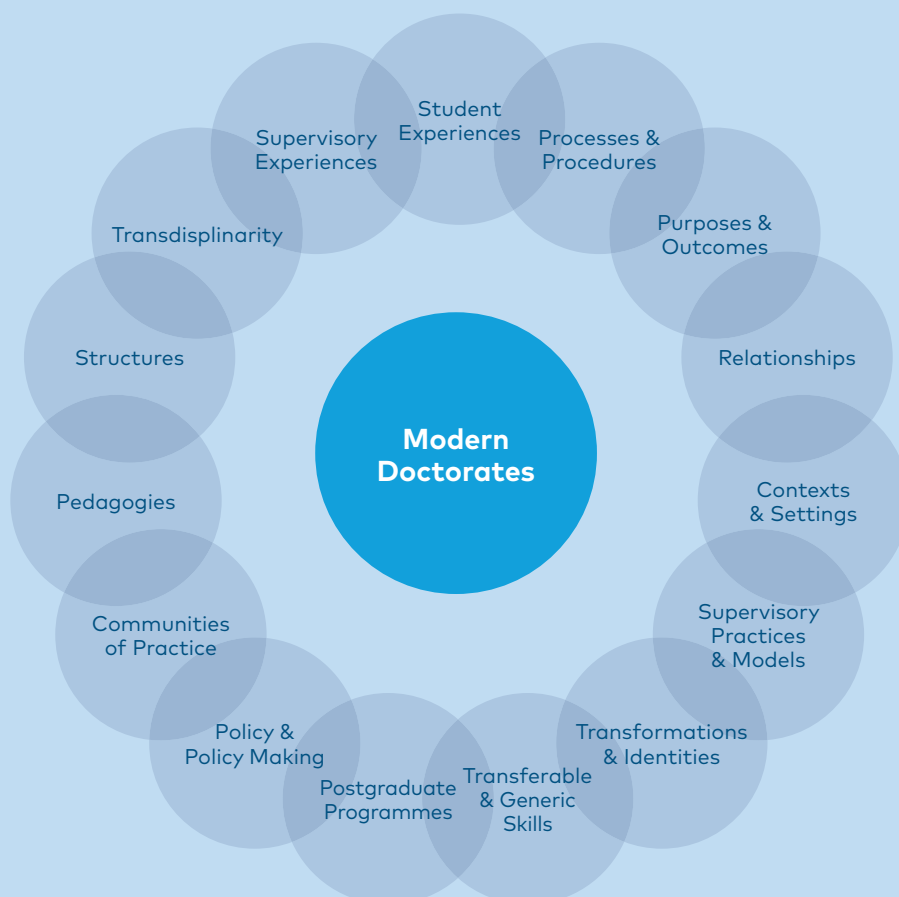 Student
Experiences
Processes &
Procedures
Purposes &
Outcomes
Relationships
Contexts
& Settings
Supervisory
Practices
& Models
Transformations
& Identities
Transferable
& Generic
Skills
Postgraduate
Programmes
Policy &
Policy Making
Communities
of Practice
Pedagogies
Structures
Transdisplinarity
Supervisory
Experiences
Modern
Doctorates